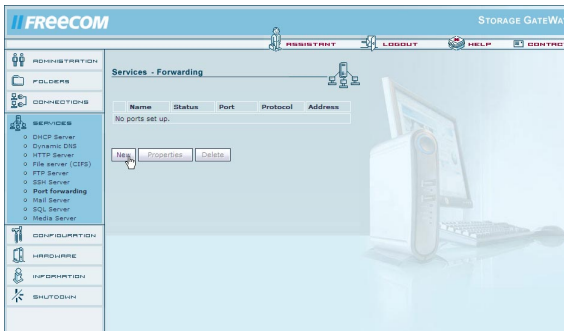 FREECOM
STORAGE GATEWA
ASSISTANT
LOGOUT
HELP
CONTAC
ADMINISTRATION
FOLDERS
CONNECTIONS
SERVICES
DHCP Server
Dynamic DNS
HTTP Server
File server (CIFS)
FTP Server
SSH Server
Port forwarding
Mail Server
SQL Server
Media Server
CONFIGURATION
HARDWARE
INFORMATION
SHUTDOWN
Services - Forwarding
Name Status Port Protocol Address
No ports set up.
New Properties Delete